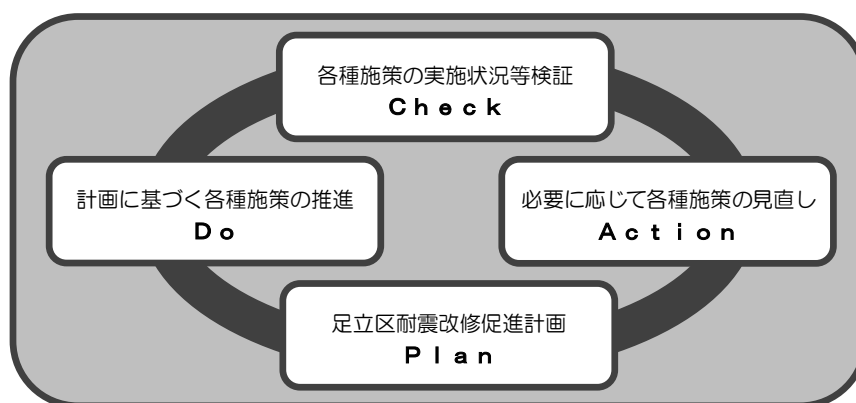 各種施策の実施状況等検証
Ｃｈｅｃｋ
計画に基づく各種施策の推進
Ｄｏ
必要に応じて各種施策の見直し
Ａｃｔｉｏｎ
足立区耐震改修促進計画
Ｐｌａｎ